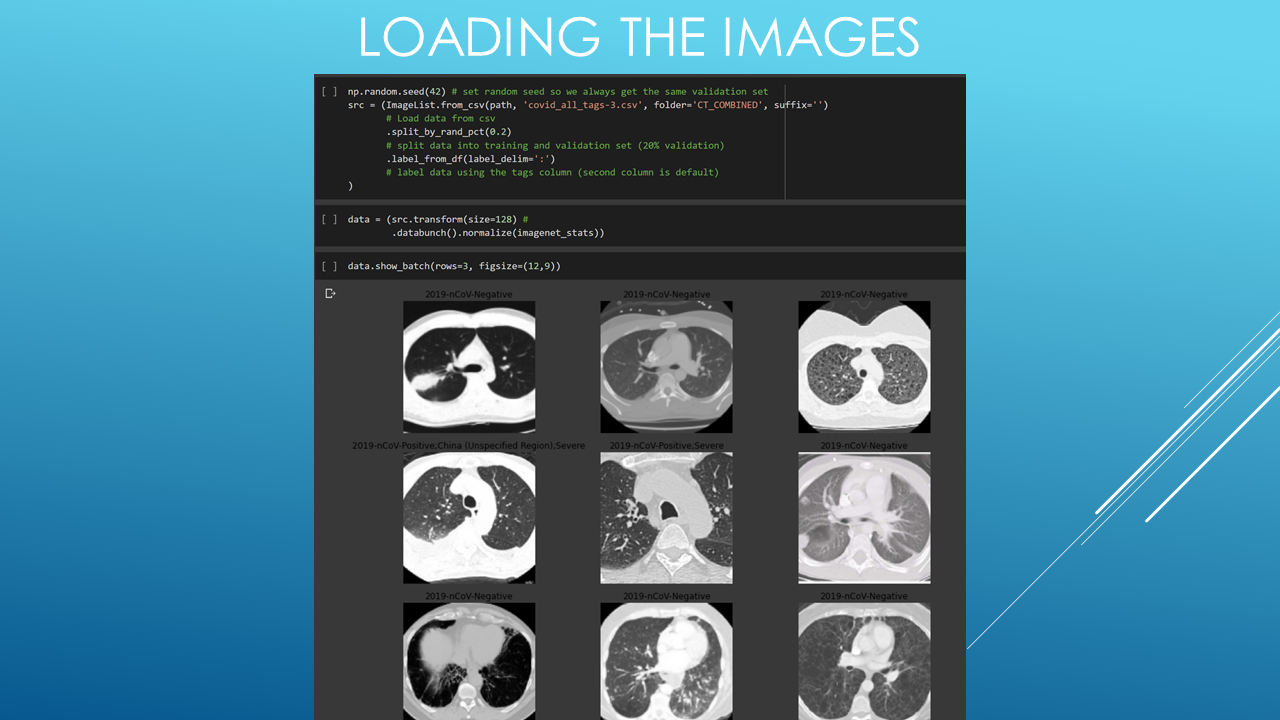 LOADING THE IMAGES
[ ] np.random.seed(42) # set random seed so we always get the same validation set
src = (ImageList.from_csv(path, 'covid_all_tags-3.csv', folder='CT_COMBINED', suffix='')
# Load data from csv
.split_by_rand_pct(0.2)
# split data into training and validation set (20% validation)
.label_from_df(label_delim=':')
# label data using the tags column (second column is default)
)
[ ] data = (src.transform(size=128) #
.databunch().normalize(imagenet_stats))
[ ] data.show_batch(rows=3, figsize=(12,9))
2019-nCoV-Negative 2019-nCoV-Negative 2019-nCoV-Negative
2019-nCoV-Positive;China (Unspecified Region);Severe 2019-nCoV-Positive;Severe 2019-nCoV-Negative
2019-nCoV-Negative 2019-nCoV-Negative 2019-nCoV-Negative